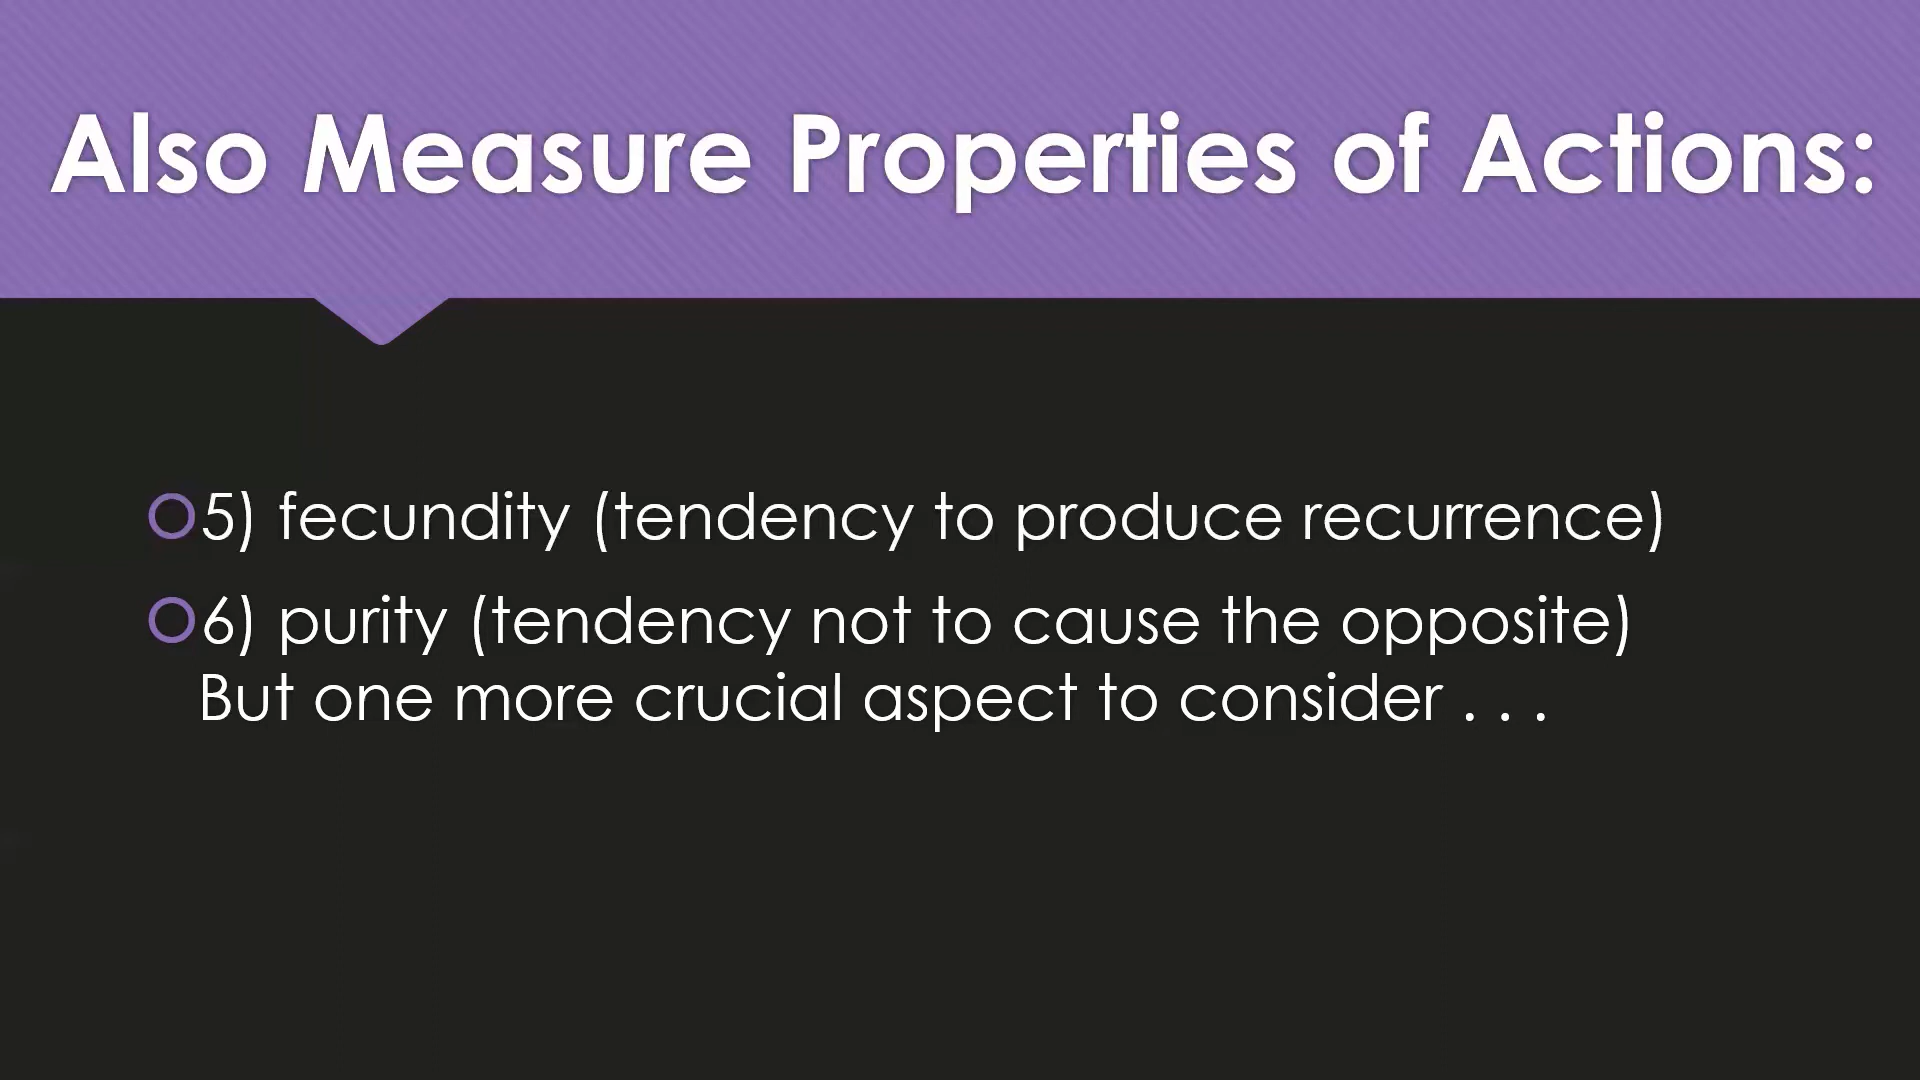 Also Measure Properties of Actions:
5) fecundity (tendency to produce recurrence)
6) purity (tendency not to cause the opposite)
But one more crucial aspect to consider . . .